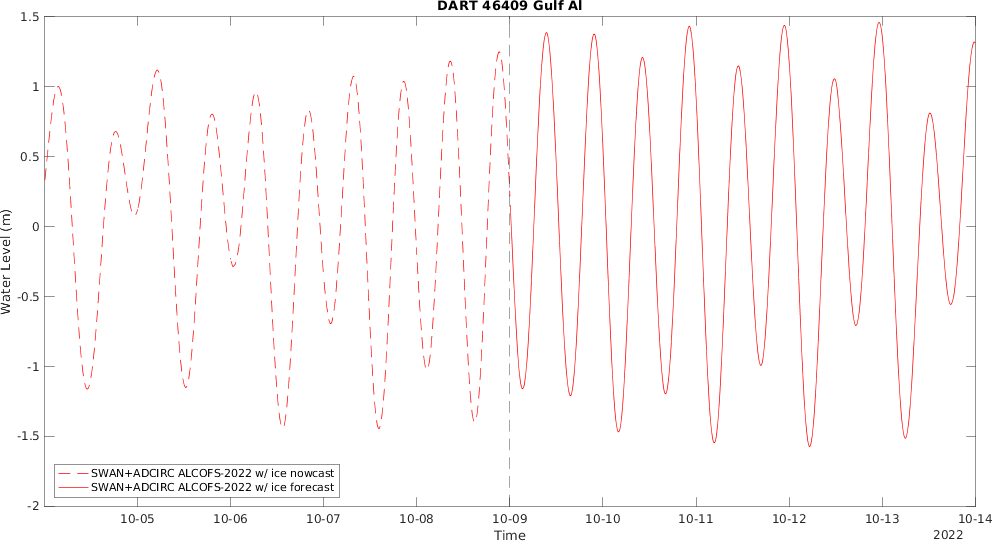 DART 46409 Gulf Al
1.5
1
0.5
0
-0.5
-1
-1.5
-2
Water Level (m)
SWAN+ADCIRC ALCOFS-2022 w/ ice nowcast
SWAN+ADCIRC ALCOFS-2022 w/ ice forecast
10-05 10-06 10-07 10-08 10-09 10-10 10-11 10-12 10-13 10-14
Time
2022